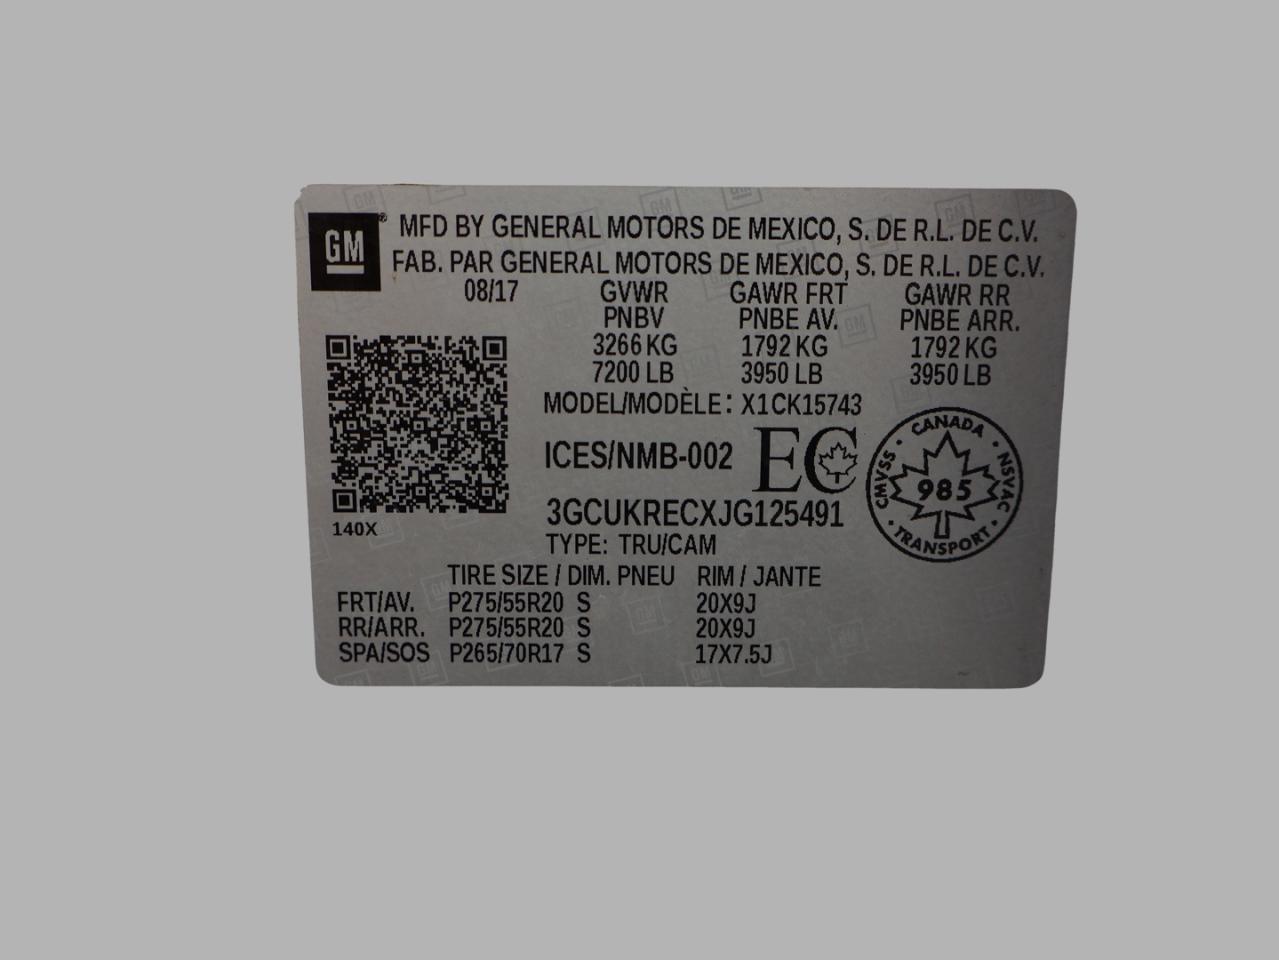 GM ® MFD BY GENERAL MOTORS DE MEXICO, S. DE R.L. DE C.V.
FAB. PAR GENERAL MOTORS DE MEXICO, S. DE R.L. DE C.V.
08/17 GVWR GAWR FRT GAWR RR
PNBV PNBE AV. PNBE ARR.
3266 KG 1792 KG 1792 KG
7200 LB 3950 LB 3950 LB
MODEL/MODÈLE: X1CK15743
ICES/NMB-002 EC
CANADA
CMVSS 985 NSVAC
TRANSPORT
3GCUKRECXJG125491
140X
TYPE: TRU/CAM
TIRE SIZE / DIM. PNEU RIM / JANTE
FRT/AV. P275/55R20 S 20X9J
RR/ARR. P275/55R20 S 20X9J
SPA/SOS P265/70R17 S 17X7.5J